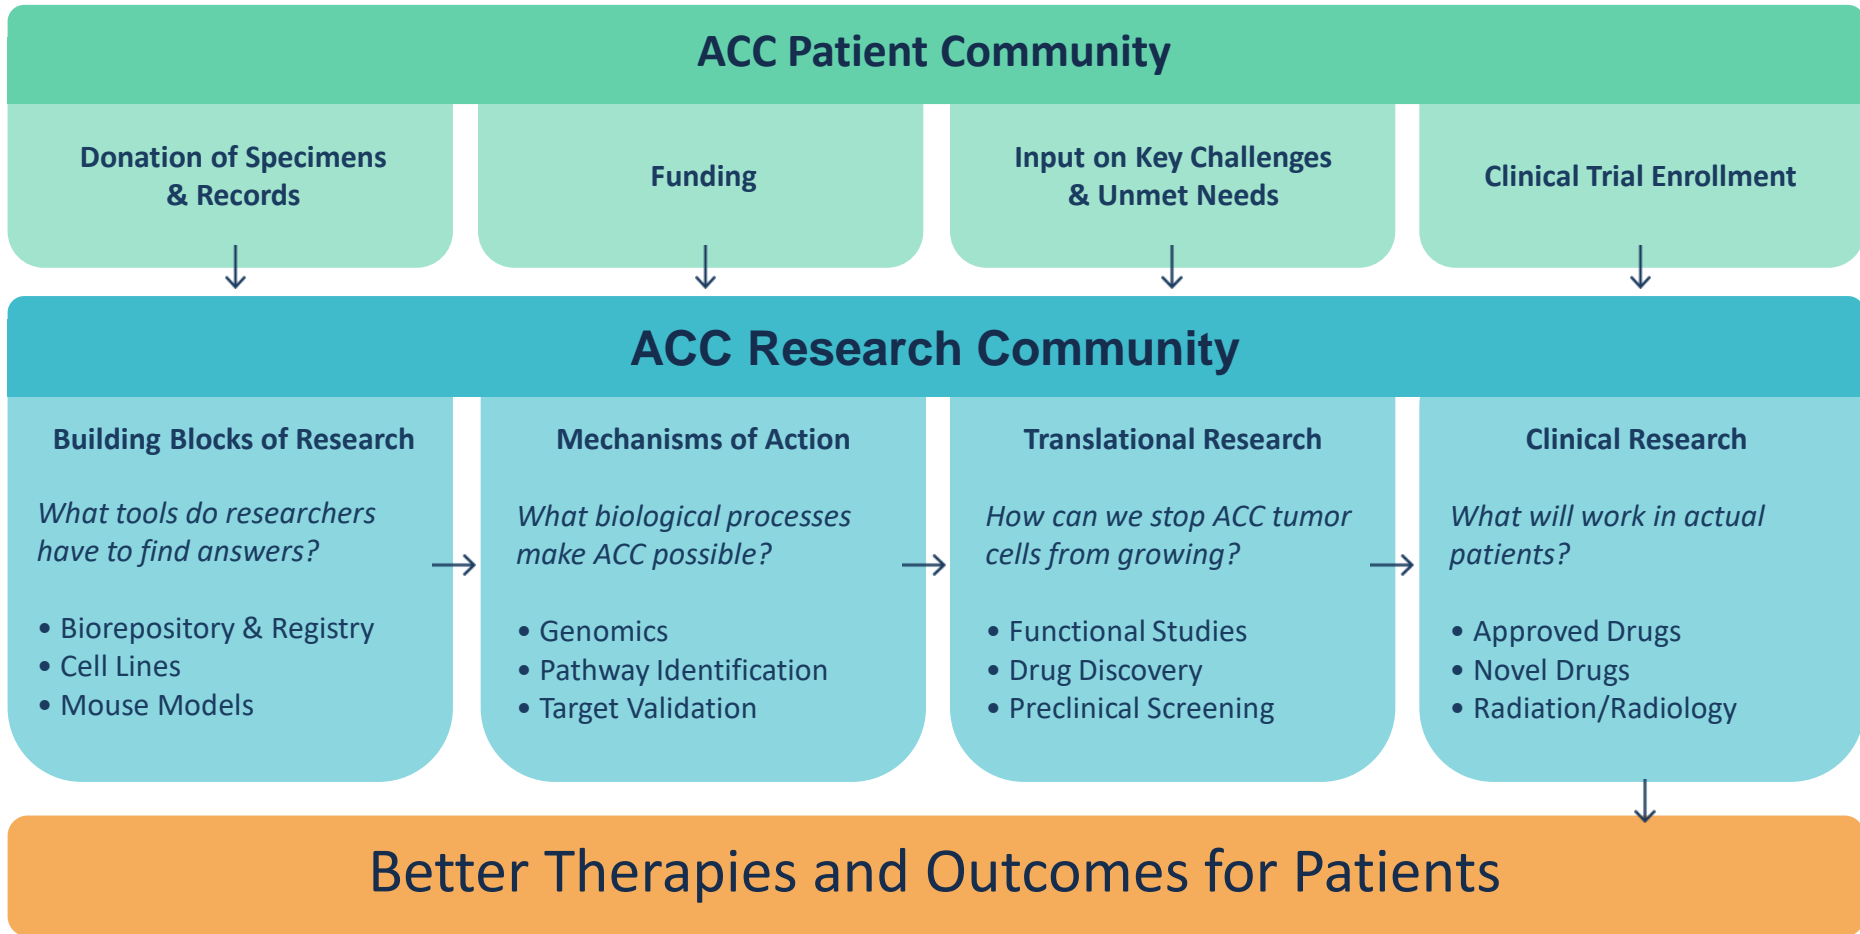 ACC Patient Community
Donation of Specimens
& Records
Funding
Input on Key Challenges
& Unmet Needs
Clinical Trial Enrollment
ACC Research Community
Building Blocks of Research
What tools do researchers
have to find answers?
• Biorepository & Registry
• Cell Lines
• Mouse Models
Mechanisms of Action
What biological processes
make ACC possible?
• Genomics
• Pathway Identification
• Target Validation
Translational Research
How can we stop ACC tumor
cells from growing?
• Functional Studies
• Drug Discovery
• Preclinical Screening
Clinical Research
What will work in actual
patients?
• Approved Drugs
• Novel Drugs
• Radiation/Radiology
Better Therapies and Outcomes for Patients